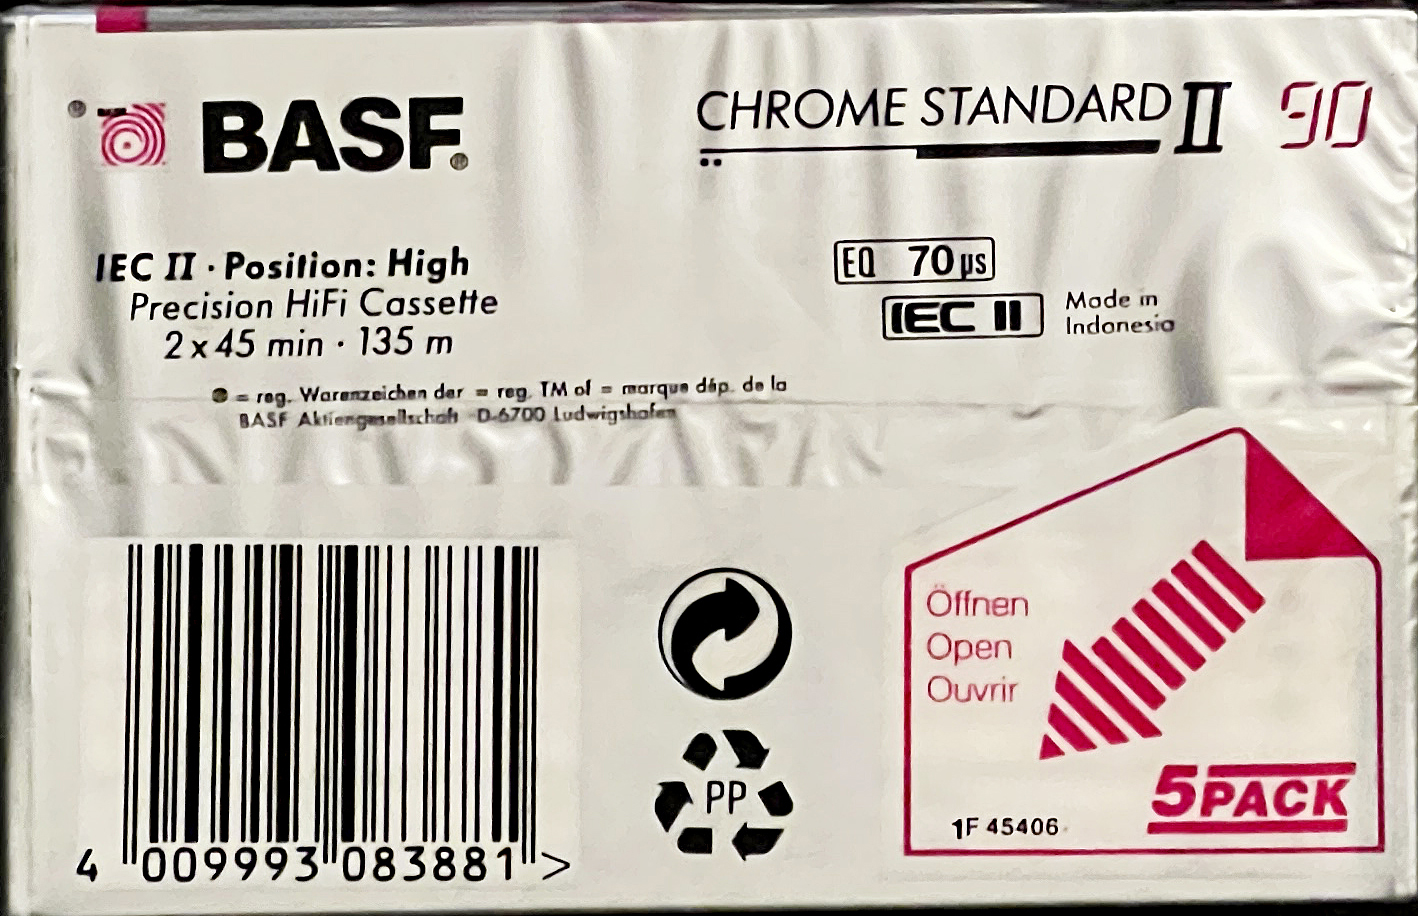 BASF®
CHROME STANDARD II 90
IEC II · Position: High
Precision HiFi Cassette
2 x 45 min · 135 m
EQ 70 µs
IEC II
Made in
Indonesia
= reg. Warenzeichen der = reg. TM of = marque dép. de la
BASF Aktiengesellschaft D-6700 Ludwigshafen
Öffnen
Open
Ouvrir
5 PACK
1F 45406
PP
4 009993 083881 >